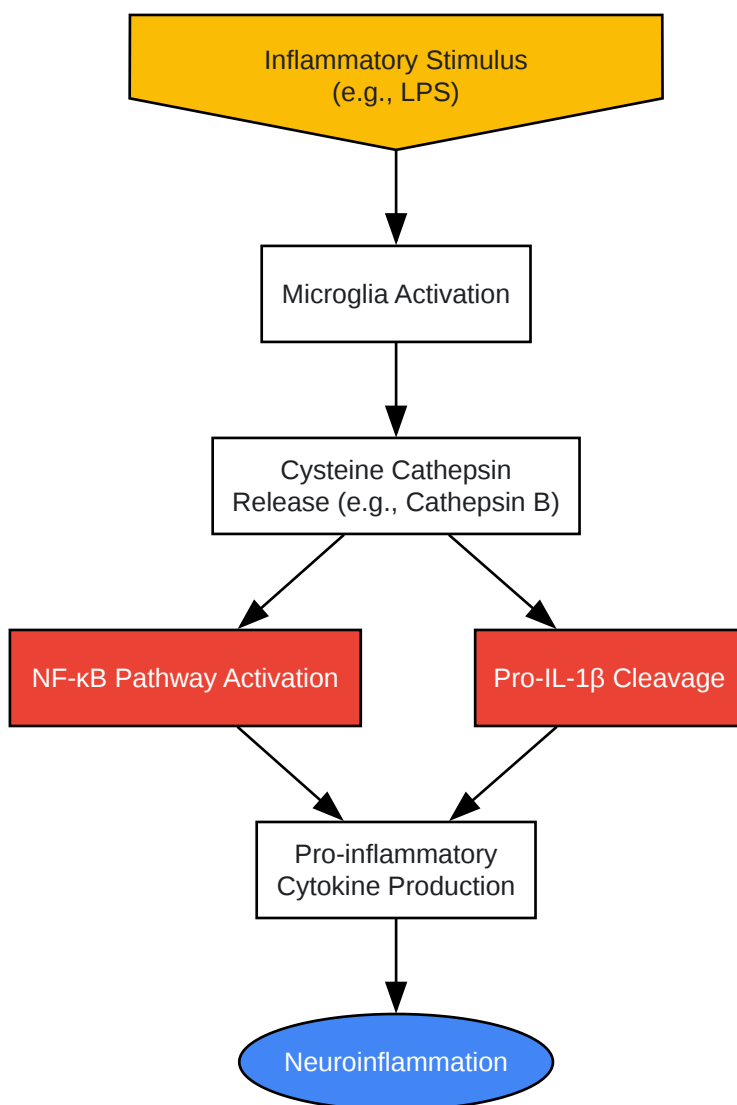 Inflammatory Stimulus
(e.g., LPS)
Microglia Activation
Cysteine Cathepsin
Release (e.g., Cathepsin B)
NF-κB Pathway Activation
Pro-IL-1β Cleavage
Pro-inflammatory
Cytokine Production
Neuroinflammation